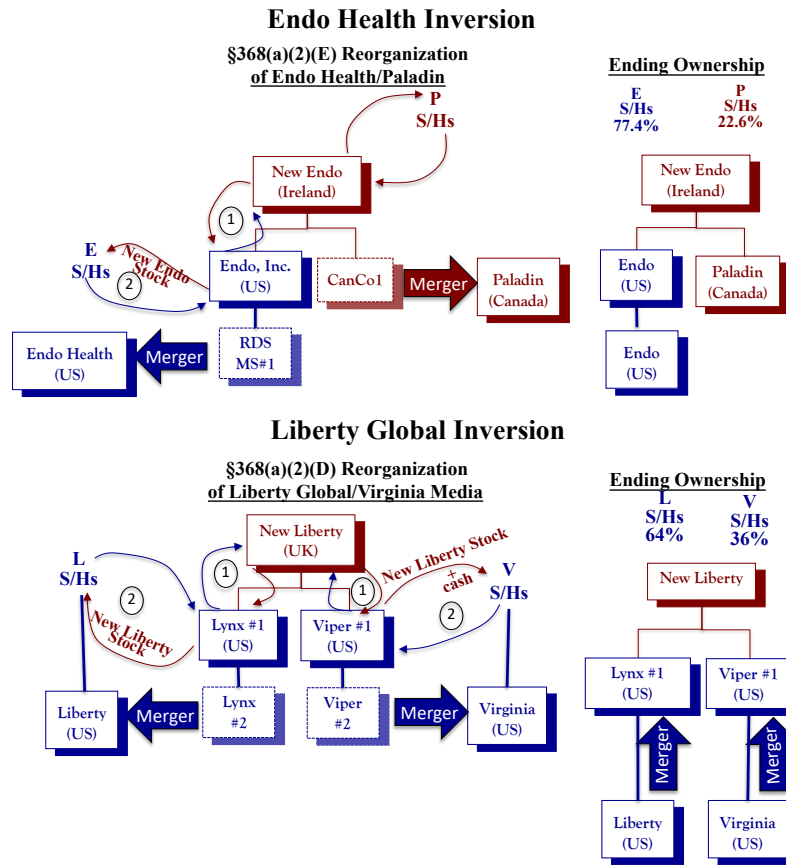 Endo Health Inversion
§368(a)(2)(E) Reorganization
of Endo Health/Paladin
P
S/Hs
New Endo
(Ireland)
1
E
S/Hs
New Endo
Stock
2
Endo, Inc.
(US)
CanCo1
Merger
Paladin
(Canada)
Endo Health
(US)
Merger
RDS
MS#1
Ending Ownership
E
S/Hs
77.4%
P
S/Hs
22.6%
New Endo
(Ireland)
Endo
(US)
Paladin
(Canada)
Endo
(US)
Liberty Global Inversion
§368(a)(2)(D) Reorganization
of Liberty Global/Virginia Media
L
S/Hs
2
New Liberty
Stock
New Liberty
(UK)
1
1
New Liberty Stock
+
cash
2
V
S/Hs
Lynx #1
(US)
Viper #1
(US)
Liberty
(US)
Merger
Lynx
#2
Viper
#2
Merger
Virginia
(US)
Ending Ownership
L
S/Hs
64%
V
S/Hs
36%
New Liberty
Lynx #1
(US)
Viper #1
(US)
Merger
Merger
Liberty
(US)
Virginia
(US)